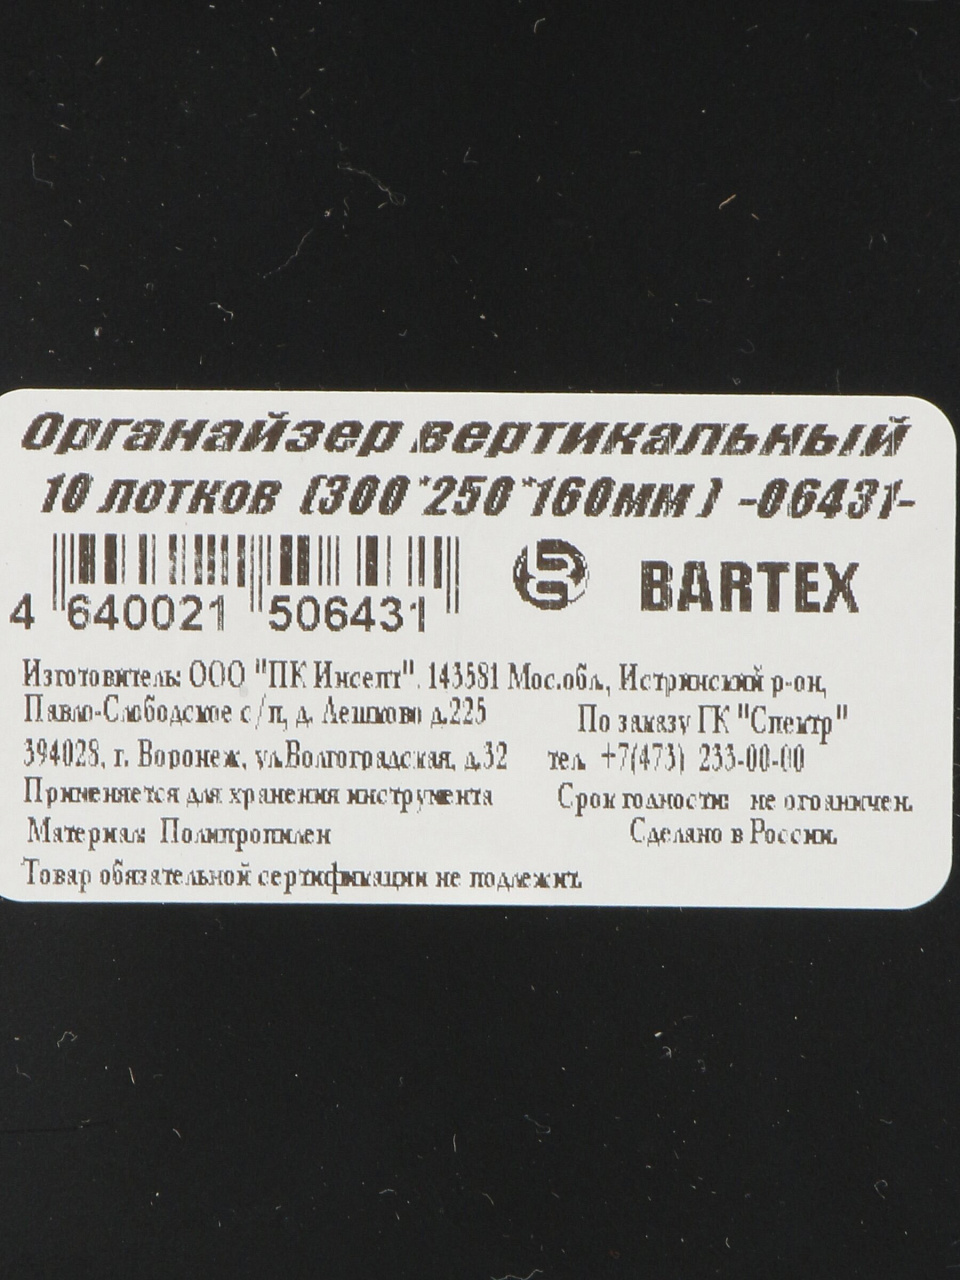 Органайзер вертикальный
10 лотков (300*250*160мм) -06431-
4 640021 506431
BARTEX
Изготовитель: ООО "ПК Инсепт". 143581 Мос.обл., Истринский р-он,
Павло-Слободское с/п, д. Лешково д.225
По заказу ГК "Спектр"
394028, г. Воронеж, ул.Волгоградская, д.32 тел. +7(473) 233-00-00
Применяется для хранения инструмента Срок годности: не ограничен.
Материал: Полипропилен Сделано в России.
Товар обязательной сертификации не подлежит.